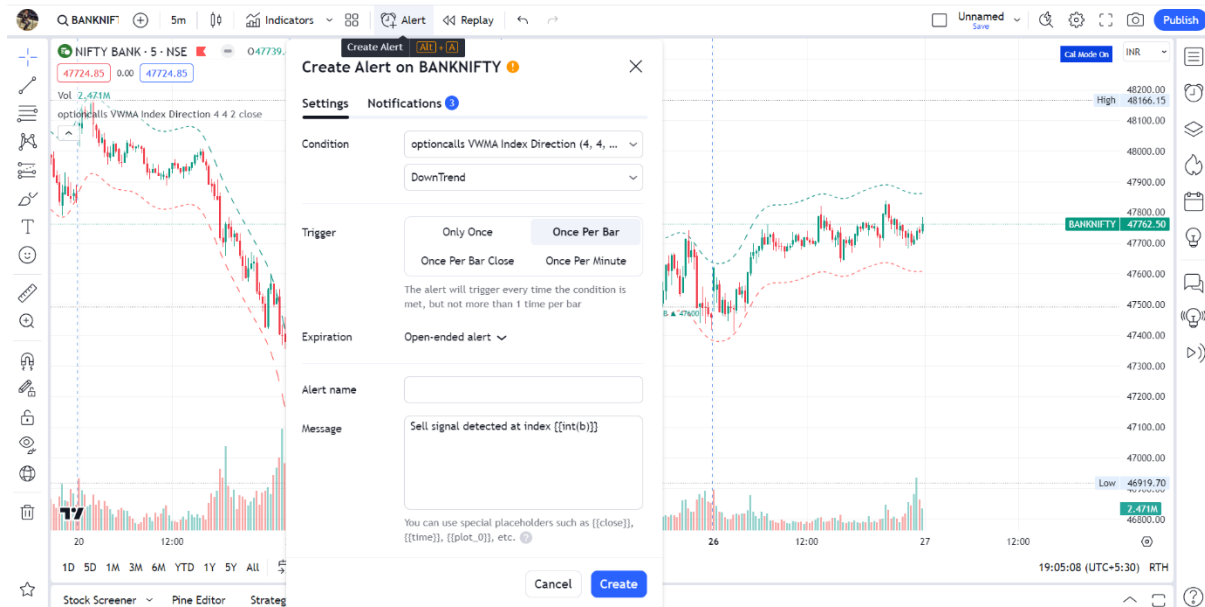 BANKNIFT
5m
Indicators
Alert
Replay
Unnamed
Save
Publish
Create Alert Alt + A
NIFTY BANK · 5 · NSE
047739.
47724.85 0.00 47724.85
Vol 2.471M
optioncalls VWMA Index Direction 4 4 2 close
Create Alert on BANKNIFTY
Settings
Notifications 3
Condition
optioncalls VWMA Index Direction (4, 4, ...
DownTrend
Trigger
Only Once
Once Per Bar
Once Per Bar Close
Once Per Minute
The alert will trigger every time the condition is
met, but not more than 1 time per bar
Expiration
Open-ended alert
Alert name
Message
Sell signal detected at index {{int(b)}}
You can use special placeholders such as {{close}},
{{time}}, {{plot_0}}, etc.
Cancel
Create
Cal Mode On
INR
48200.00
High 48166.15
48100.00
48000.00
47900.00
47800.00
BANKNIFTY 47762.50
47700.00
47600.00
47500.00
47400.00
47300.00
47200.00
47100.00
47000.00
Low 46919.70
2.471M
46800.00
47600
20
12:00
26
12:00
27
12:00
1D 5D 1M 3M 6M YTD 1Y 5Y All
19:05:08 (UTC+5:30) RTH
Stock Screener
Pine Editor
Strateg